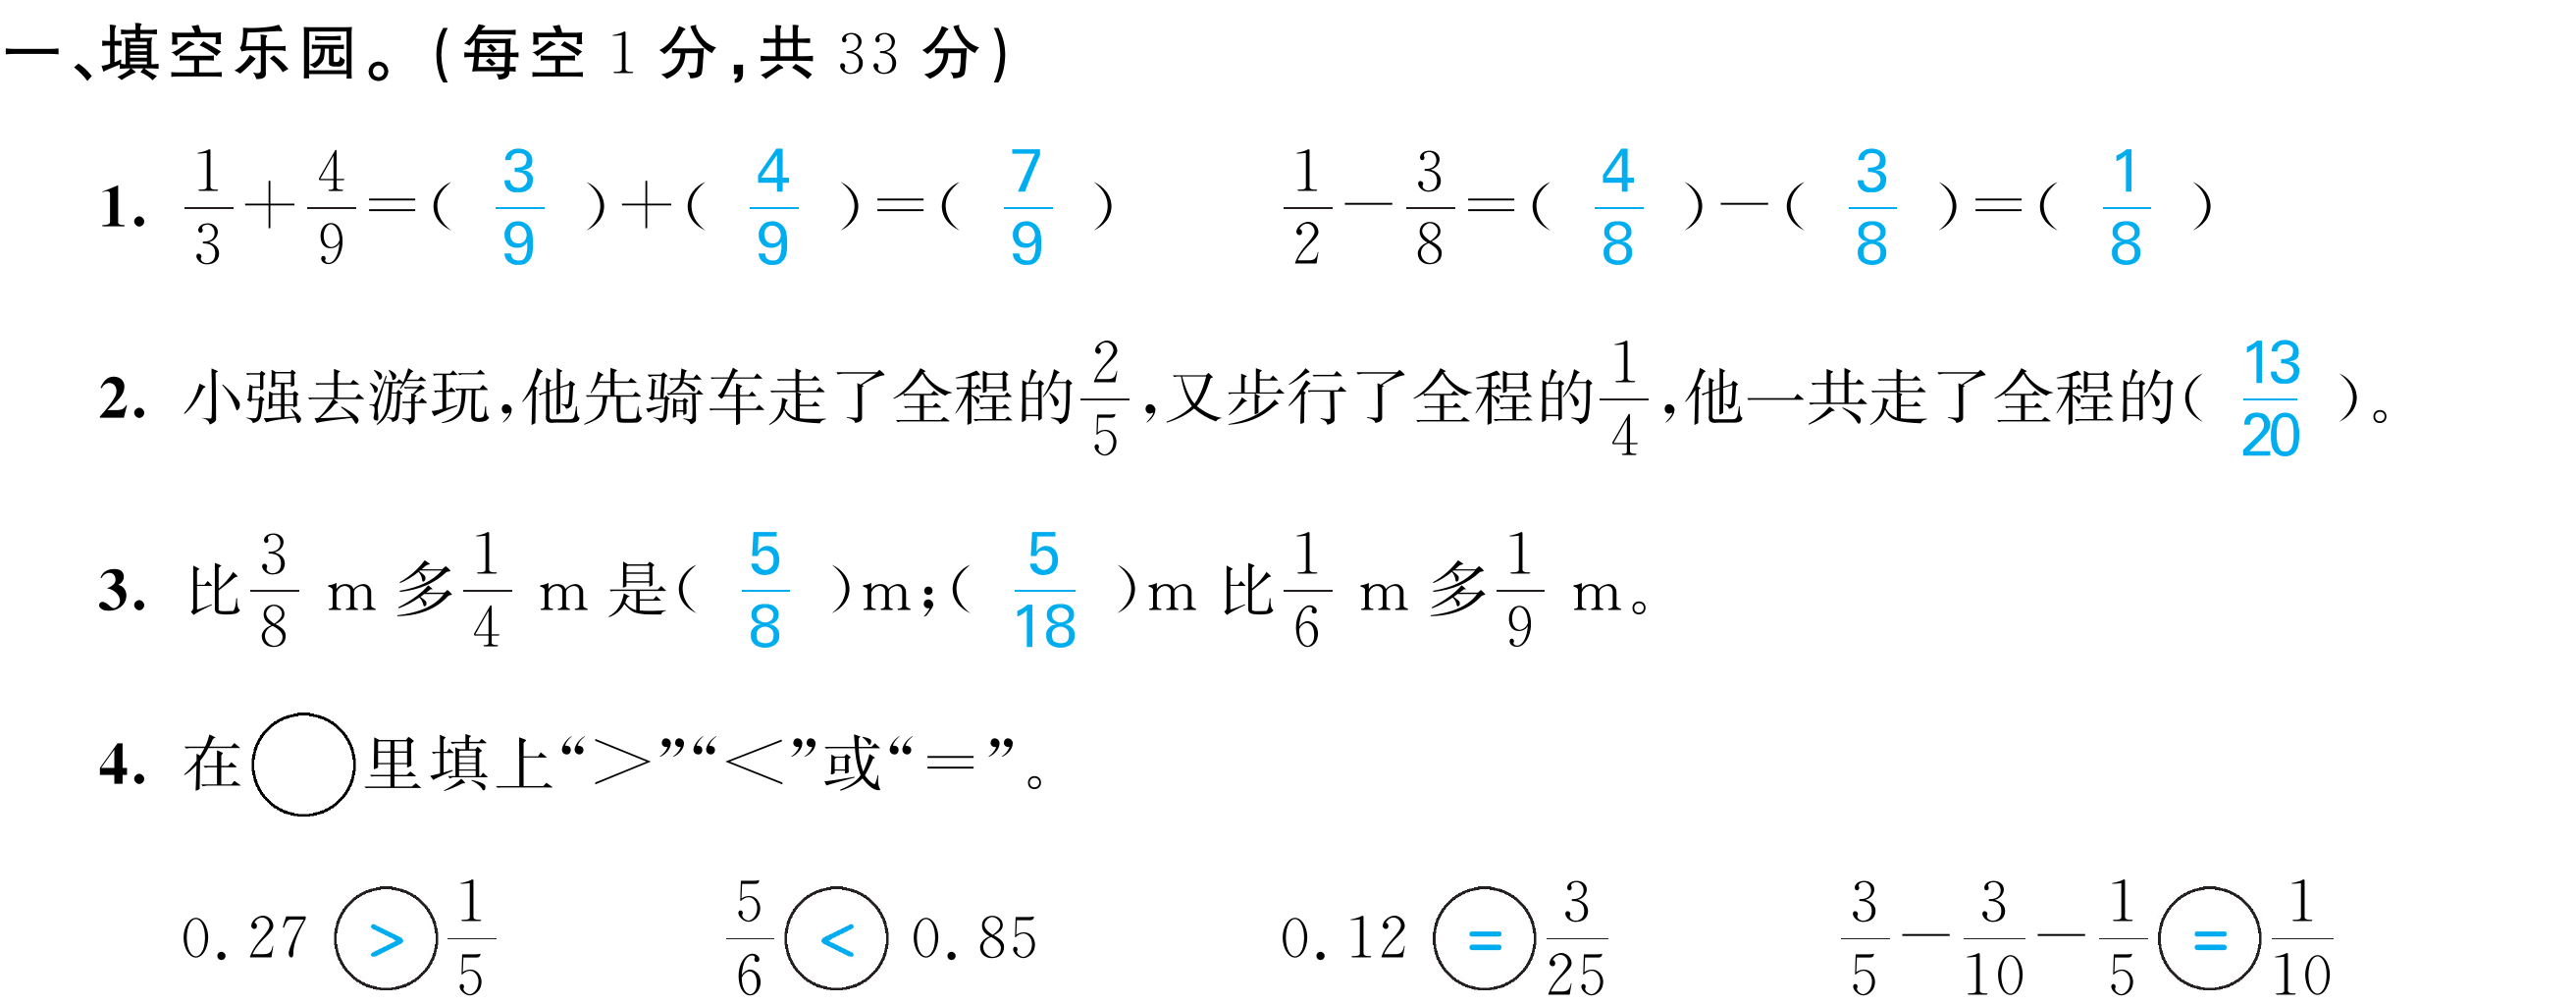 一、填空乐园。(每空 1 分,共 33 分)
1. 1/3 + 4/9 = ( 3/9 ) + ( 4/9 ) = ( 7/9 ) 1/2 − 3/8 = ( 4/8 ) − ( 3/8 ) = ( 1/8 )
2. 小强去游玩,他先骑车走了全程的2/5,又步行了全程的1/4,他一共走了全程的( 13/20 )。
3. 比3/8 m 多1/4 m 是( 5/8 )m;( 5/18 )m 比1/6 m 多1/9 m。
4. 在○里填上“>”“<”或“=”。
0.27 > 1/5 5/6 < 0.85 0.12 = 3/25 3/5 − 3/10 − 1/5 = 1/10